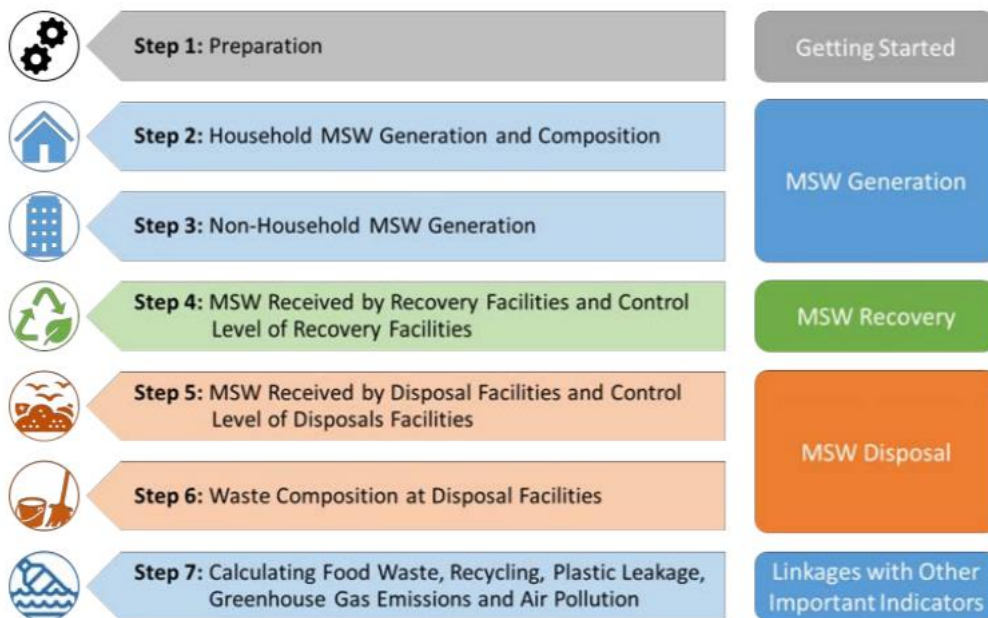 Step 1: Preparation
Getting Started
Step 2: Household MSW Generation and Composition
MSW Generation
Step 3: Non-Household MSW Generation
Step 4: MSW Received by Recovery Facilities and Control
Level of Recovery Facilities
MSW Recovery
Step 5: MSW Received by Disposal Facilities and Control
Level of Disposals Facilities
MSW Disposal
Step 6: Waste Composition at Disposal Facilities
Step 7: Calculating Food Waste, Recycling, Plastic Leakage,
Greenhouse Gas Emissions and Air Pollution
Linkages with Other
Important Indicators